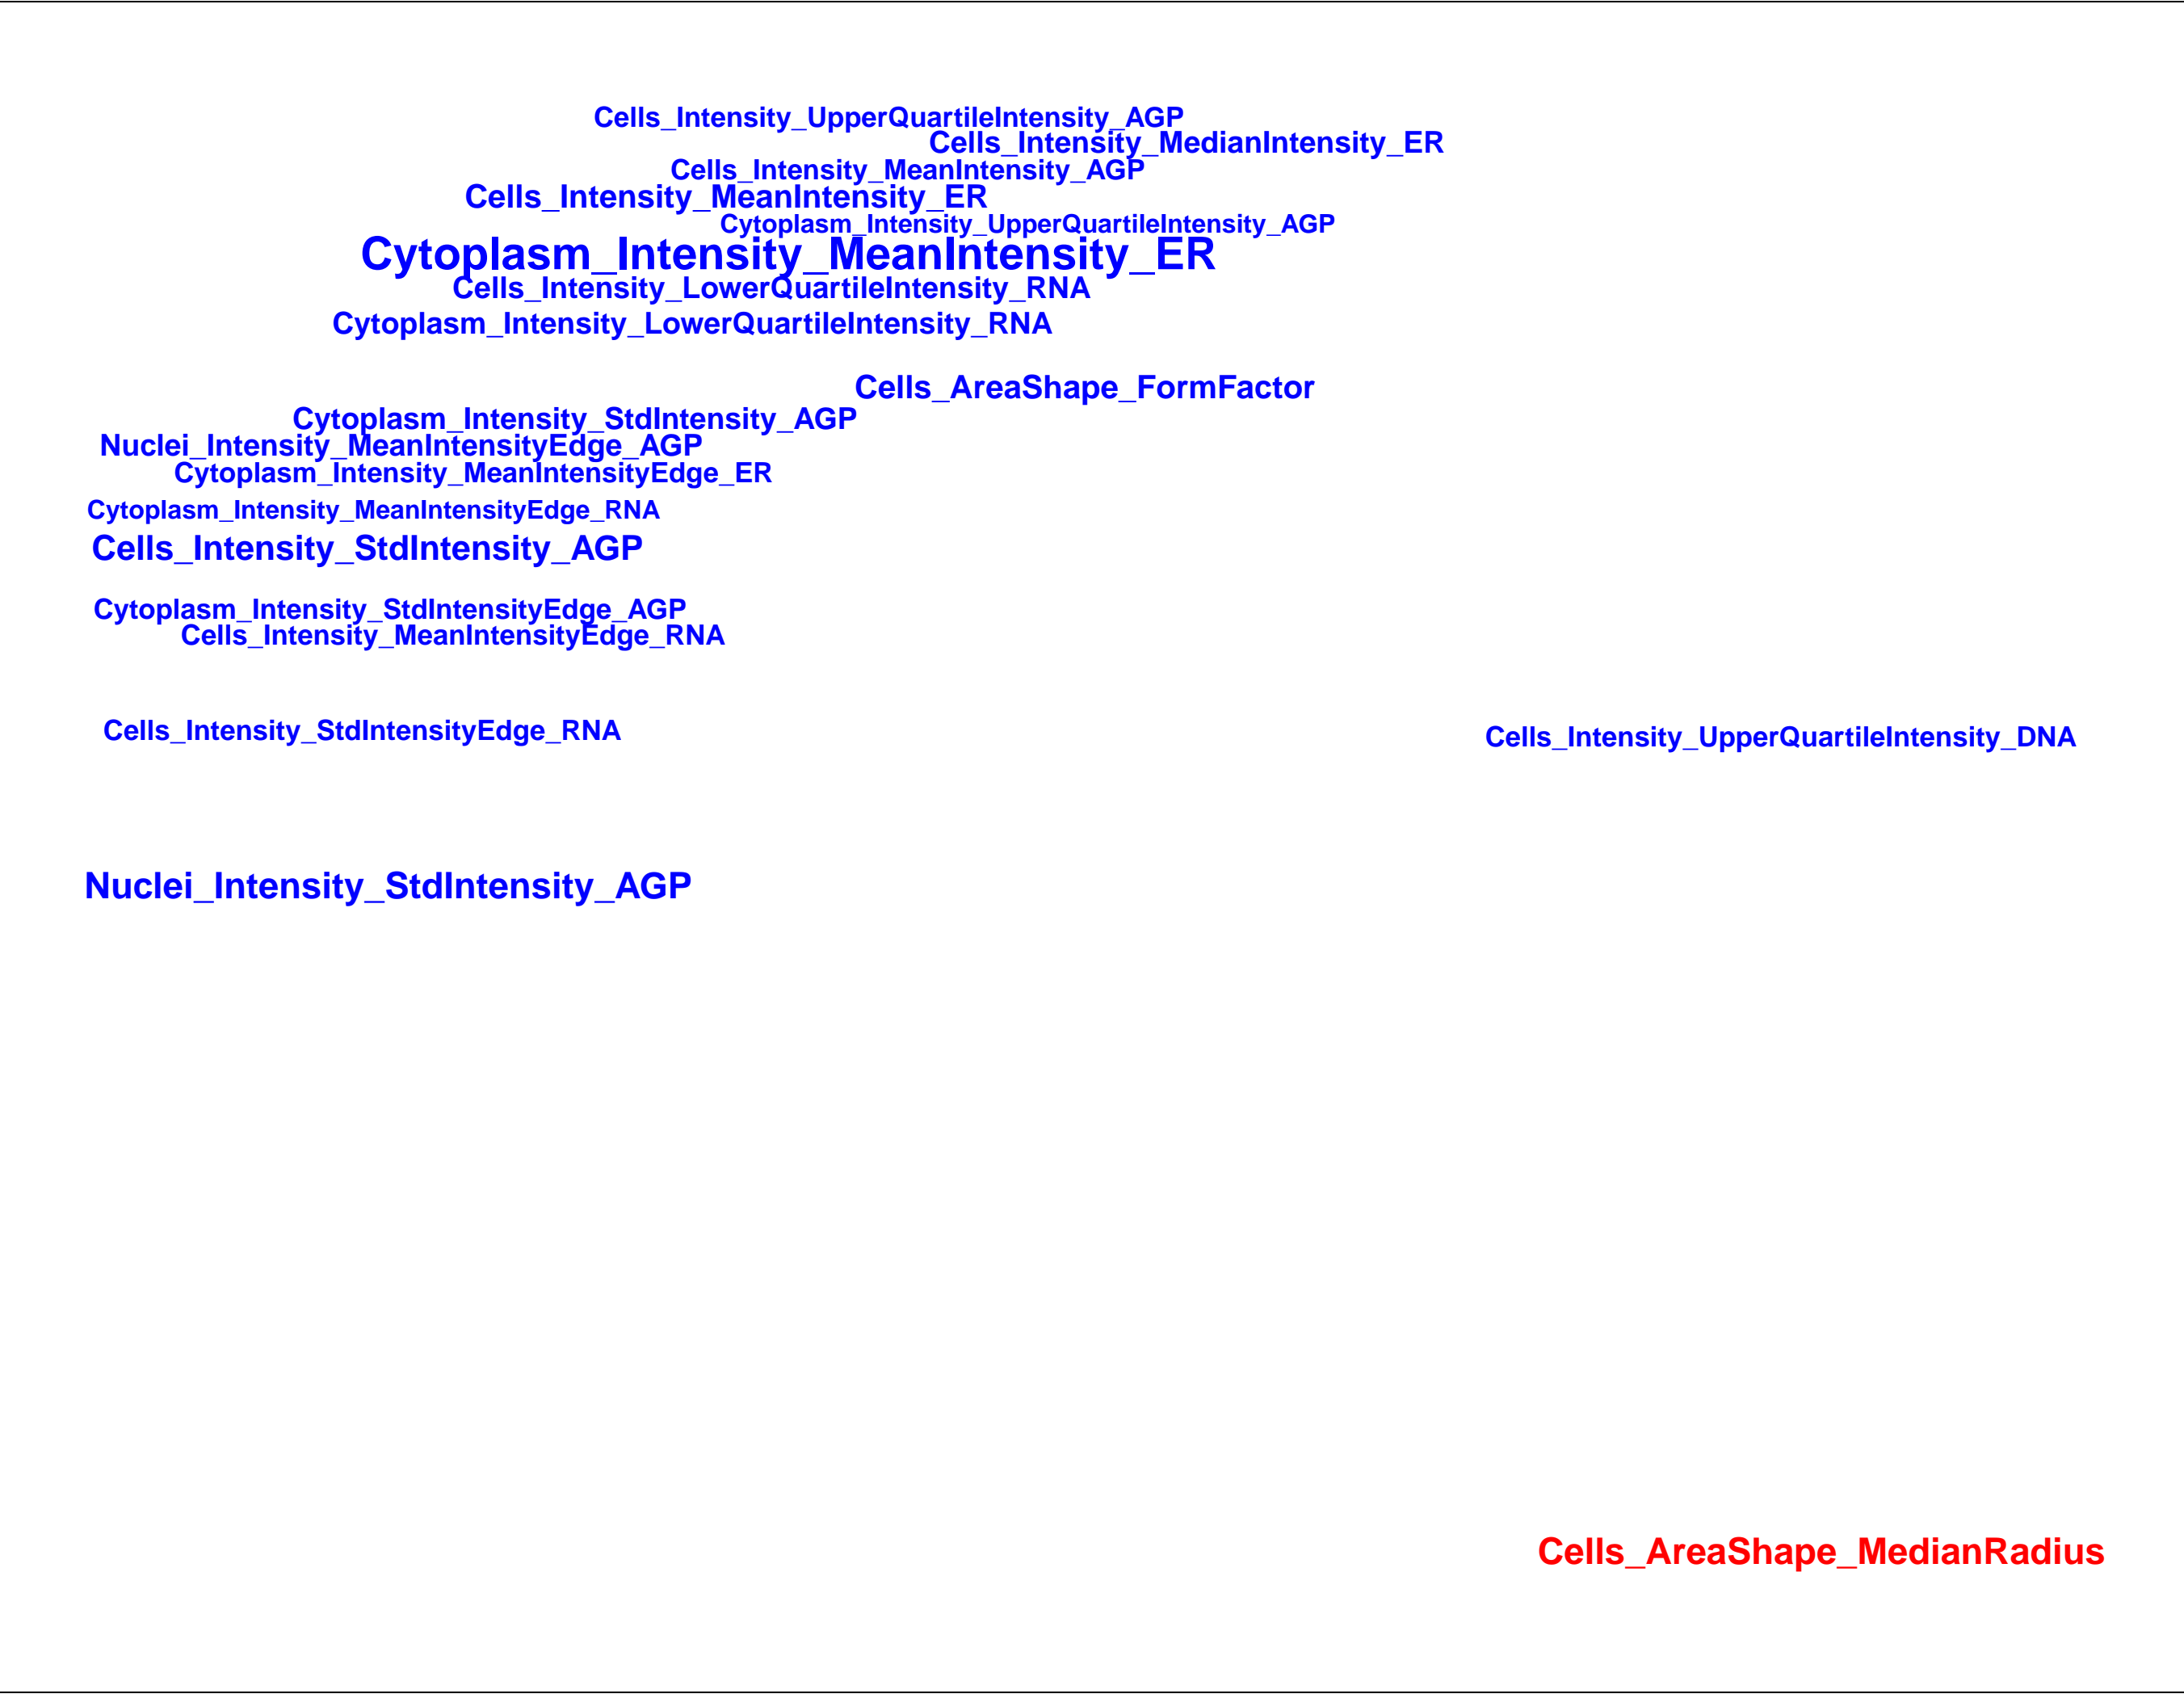 Cells_Intensity_UpperQuartileIntensity_AGP
Cells_Intensity_MedianIntensity_ER
Cells_Intensity_MeanIntensity_AGP
Cells_Intensity_MeanIntensity_ER
Cytoplasm_Intensity_UpperQuartileIntensity_AGP
Cytoplasm_Intensity_MeanIntensity_ER
Cells_Intensity_LowerQuartileIntensity_RNA
Cytoplasm_Intensity_LowerQuartileIntensity_RNA
Cells_AreaShape_FormFactor
Cytoplasm_Intensity_StdIntensity_AGP
Nuclei_Intensity_MeanIntensityEdge_AGP
Cytoplasm_Intensity_MeanIntensityEdge_ER
Cytoplasm_Intensity_MeanIntensityEdge_RNA
Cells_Intensity_StdIntensity_AGP
Cytoplasm_Intensity_StdIntensityEdge_AGP
Cells_Intensity_MeanIntensityEdge_RNA
Cells_Intensity_StdIntensityEdge_RNA
Cells_Intensity_UpperQuartileIntensity_DNA
Nuclei_Intensity_StdIntensity_AGP
Cells_AreaShape_MedianRadius